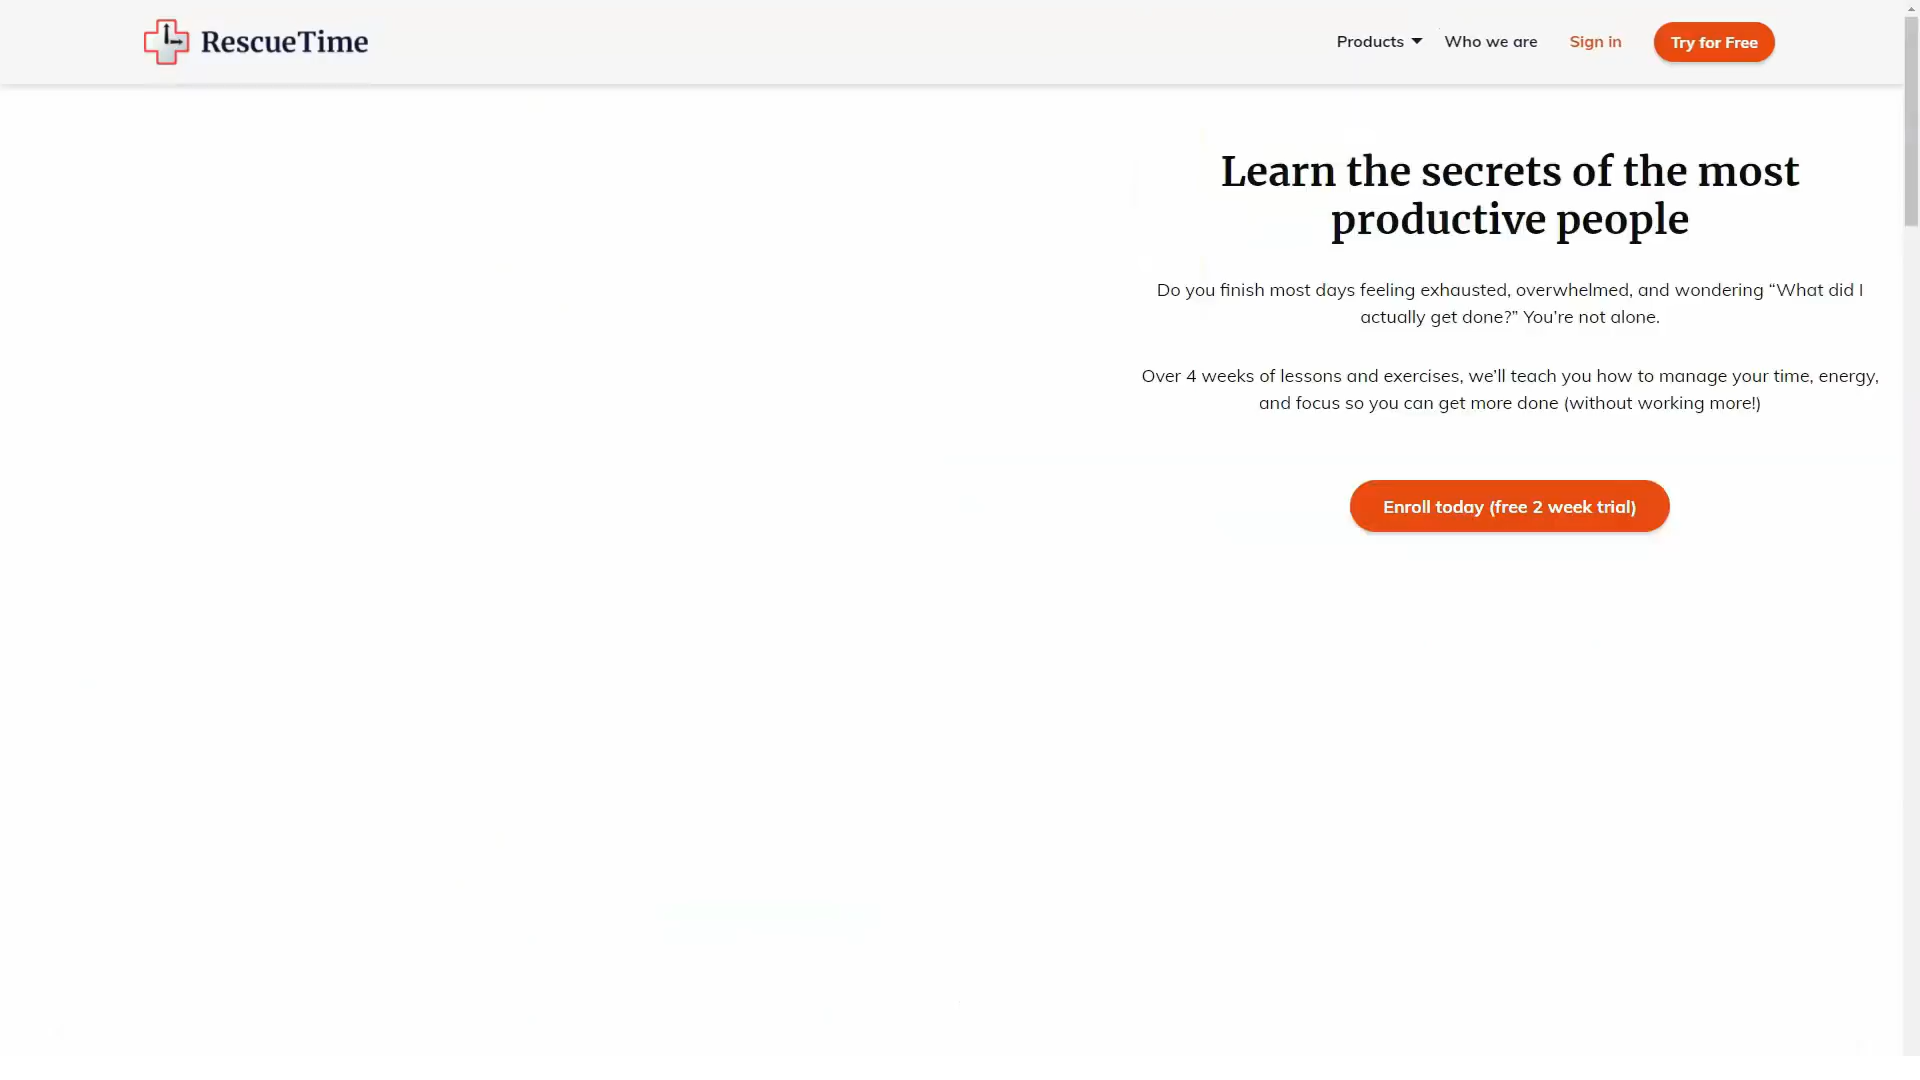 RescueTime
Products
Who we are
Sign in
Try for Free
Learn the secrets of the most
productive people
Do you finish most days feeling exhausted, overwhelmed, and wondering “What did I
actually get done?” You’re not alone.
Over 4 weeks of lessons and exercises, we’ll teach you how to manage your time, energy,
and focus so you can get more done (without working more!)
Enroll today (free 2 week trial)